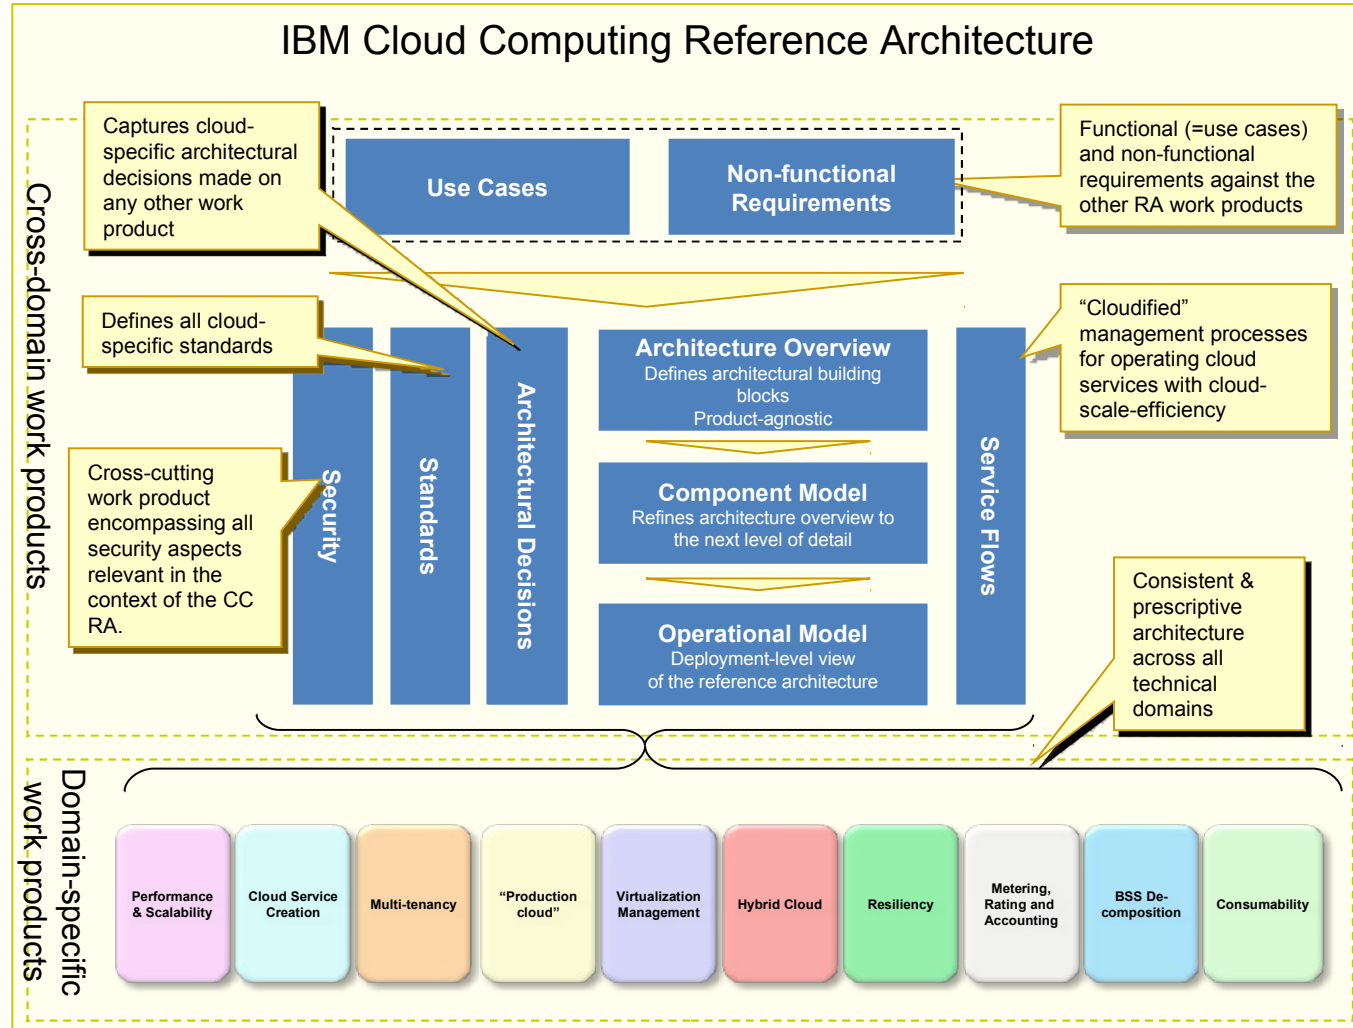 IBM Cloud Computing Reference Architecture
Cross-domain work products
Captures cloud-
specific architectural
decisions made on
any other work
product
Use Cases
Non-functional
Requirements
Functional (=use cases)
and non-functional
requirements against the
other RA work products
Defines all cloud-
specific standards
“Cloudified”
management processes
for operating cloud
services with cloud-
scale-efficiency
Cross-cutting
work product
encompassing all
security aspects
relevant in the
context of the CC
RA.
Security
Standards
Architectural Decisions
Architecture Overview
Defines architectural building
blocks
Product-agnostic
Component Model
Refines architecture overview to
the next level of detail
Operational Model
Deployment-level view
of the reference architecture
Service Flows
Consistent &
prescriptive
architecture
across all
technical
domains
Domain-specific
work products
Performance
& Scalability
Cloud Service
Creation
Multi-tenancy
“Production
cloud”
Virtualization
Management
Hybrid Cloud
Resiliency
Metering,
Rating and
Accounting
BSS De-
composition
Consumability